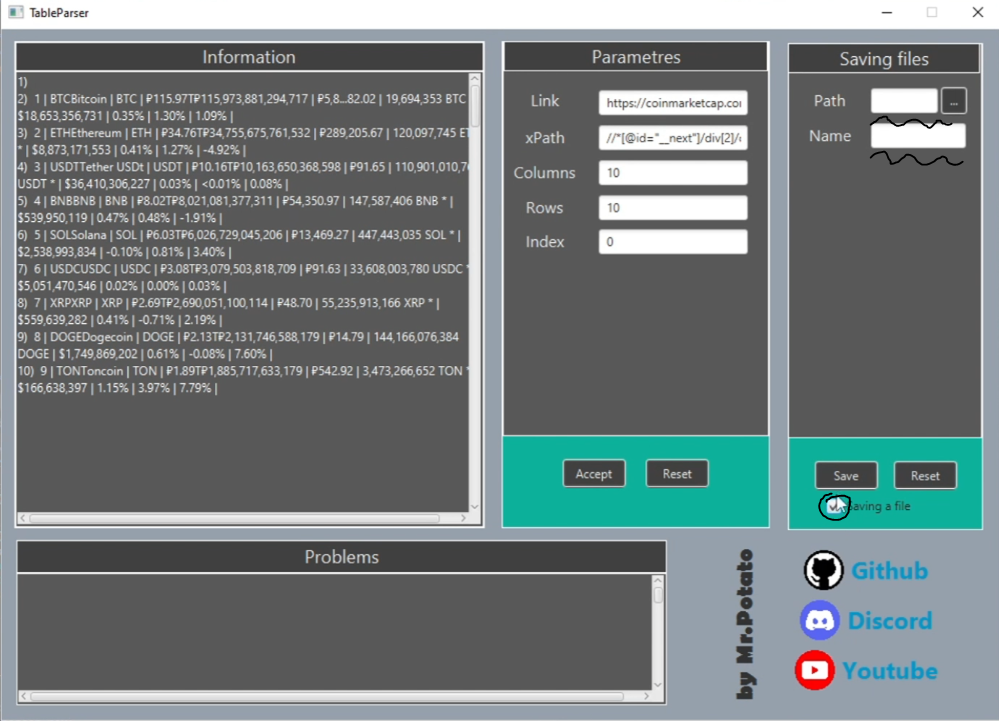 TableParser
Information
1)
2) 1 | BTCBitcoin | BTC | ₽115.97T₽115,973,881,294,717 | ₽5,8...82.02 | 19,694,353 BTC
$18,653,356,731 | 0.35% | 1.30% | 1.09% |
3) 2 | ETHEthereum | ETH | ₽34.76T₽34,755,675,761,532 | ₽289,205.67 | 120,097,745
* | $8,873,171,553 | 0.41% | 1.27% | -4.92% |
4) 3 | USDTTether USDt | USDT | ₽10.16T₽10,163,650,368,598 | ₽91.65 |
USDT * | $36,410,306,227 | 0.03% | <0.01% | 0.08% |
5) 4 | BNBBNB | BNB | ₽8.02T₽8,021,081,377,311 | ₽54,350.97 | 147,587,406 BNB * |
$539,950,119 | 0.47% | 0.48% | -1.91% |
6) 5 | SOLSolana | SOL | ₽6.03T₽6,026,729,045,206 | ₽13,469.27 | 447,443,035 SOL * |
$2,538,993,834 | -0.10% | 0.81% | 3.40% |
7) 6 | USDCUSDC | USDC | ₽3.08T₽3,079,503,818,709 | ₽91.63 | 33,608,003,780 USDC *
$5,051,470,546 | 0.02% | 0.00% | 0.03% |
8) 7 | XRPXRP | XRP | ₽2.69T₽2,690,051,100,114 | ₽48.70 | 55,235,913,166 XRP * |
$559,639,282 | 0.41% | -0.71% | 2.19% |
9) 8 | DOGEDogecoin | DOGE | ₽2.13T₽2,131,746,588,179 | ₽14.79 | 144,166,076,384
DOGE | $1,749,869,202 | 0.61% | -0.08% | 7.60% |
10) 9 | TONToncoin | TON | ₽1.89T₽1,885,717,633,179 | ₽542.92 | 3,473,266,652 TON *
$166,638,397 | 1.15% | 3.97% | 7.79% |
Parametres
Link https://coinmarketcap.co
xPath //*[@id="__next"]/div[2]/
Columns 10
Rows 10
Index 0
Accept Reset
Saving files
Path ...
Name
Save Reset
Saving a file
Problems
by Mr.Potato
Github
Discord
Youtube